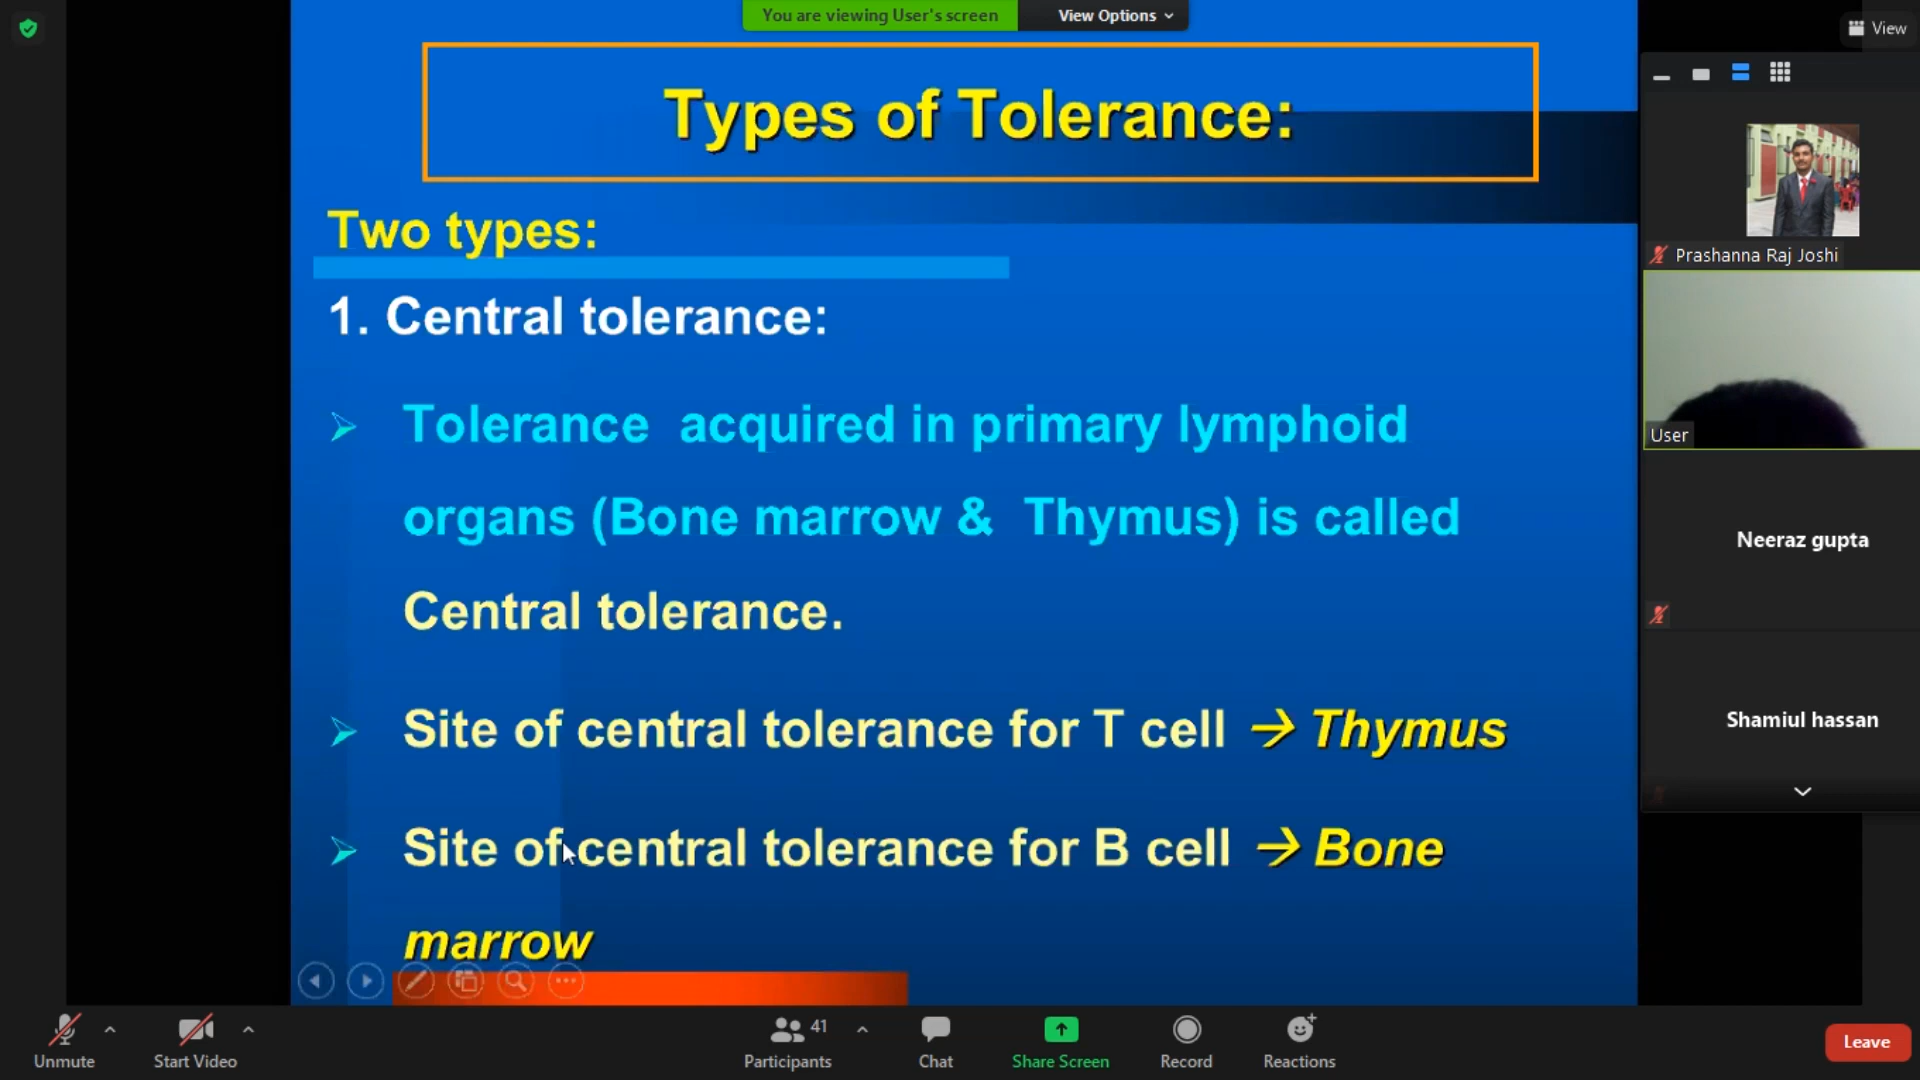 You are viewing User's screen View Options
View
Types of Tolerance:
Two types:
1. Central tolerance:
Tolerance acquired in primary lymphoid
organs (Bone marrow & Thymus) is called
Central tolerance.
Site of central tolerance for T cell → Thymus
Site of central tolerance for B cell → Bone
marrow
Prashanna Raj Joshi
User
Neeraz gupta
Shamiul hassan
Unmute
Start Video
41
Participants
Chat
Share Screen
Record
Reactions
Leave